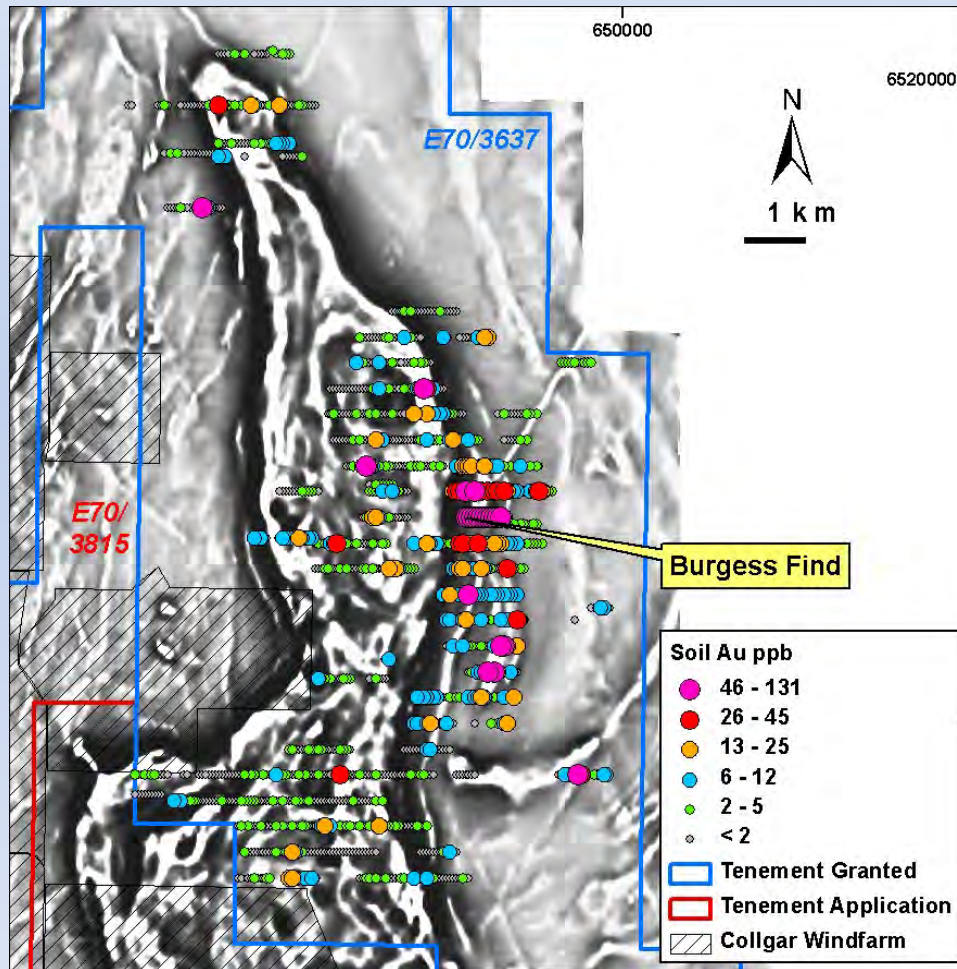 650000
6520000
E70/3637
N
1 km
E70/
3815
Burgess Find
Soil Au ppb
46 - 131
26 - 45
13 - 25
6 - 12
2 - 5
< 2
Tenement Granted
Tenement Application
Collgar Windfarm